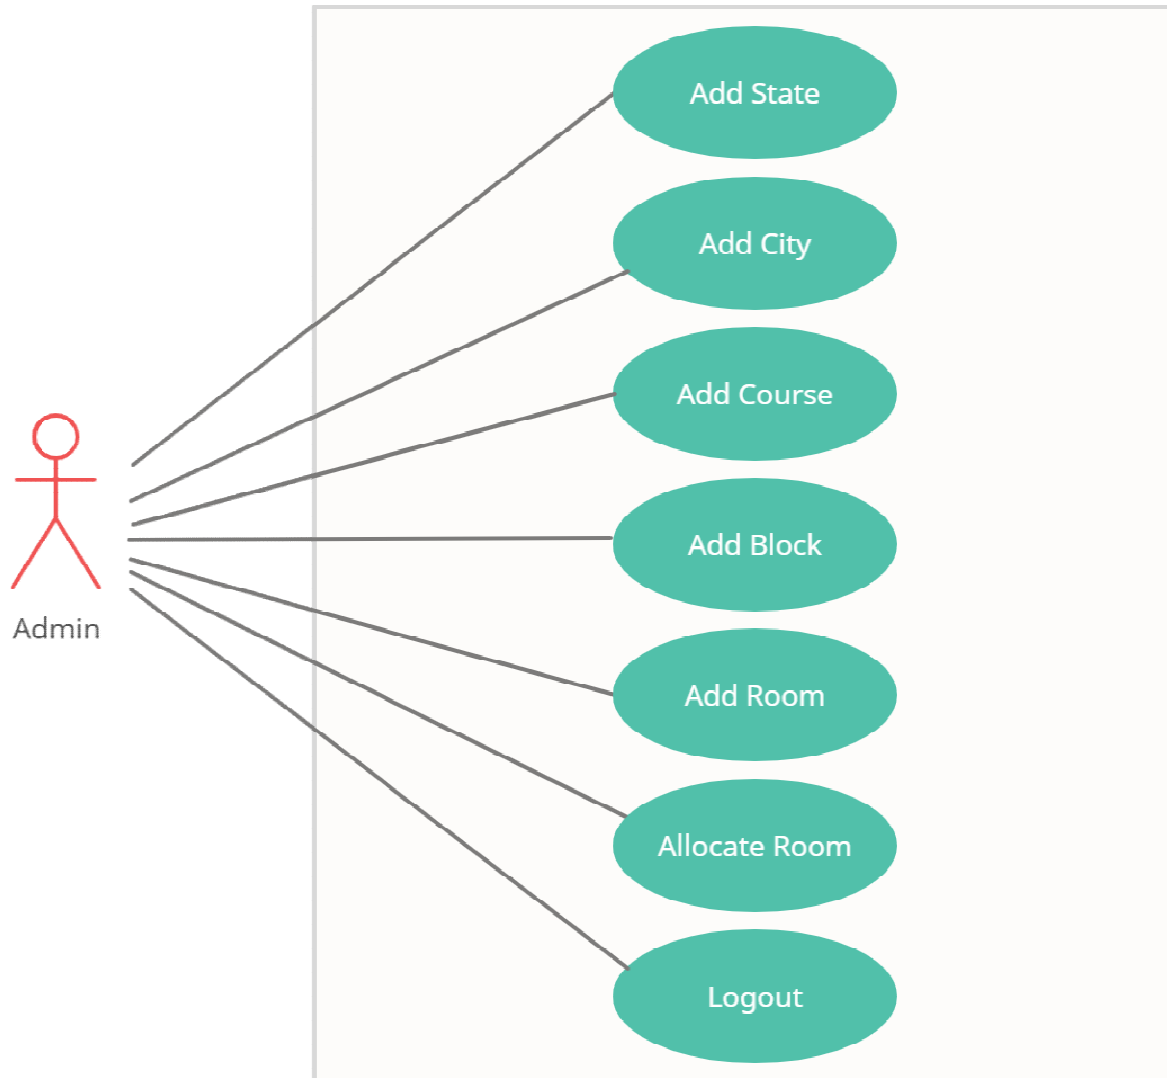 Add State
Add City
Add Course
Add Block
Add Room
Allocate Room
Logout
Admin